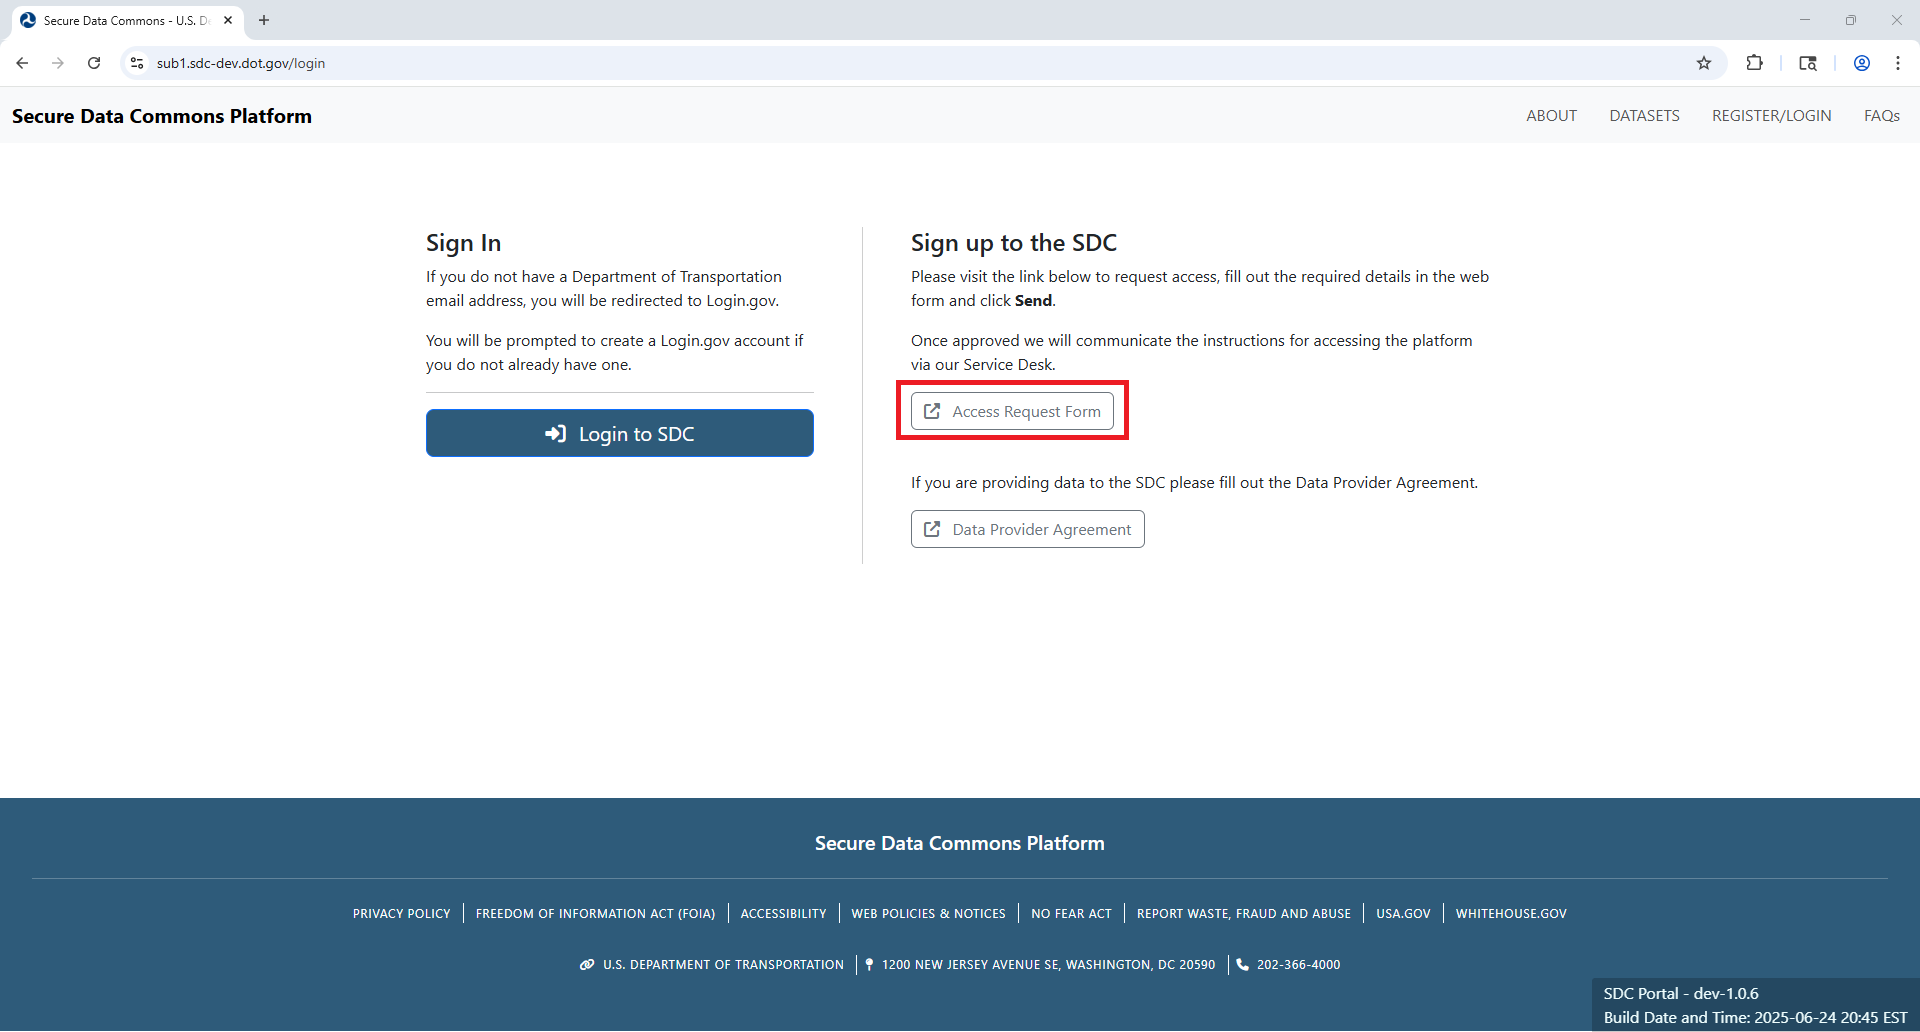 Secure Data Commons - U.S. D
sub1.sdc-dev.dot.gov/login
Secure Data Commons Platform
ABOUT
DATASETS
REGISTER/LOGIN
FAQs
Sign In
If you do not have a Department of Transportation
email address, you will be redirected to Login.gov.
You will be prompted to create a Login.gov account if
you do not already have one.
Login to SDC
Sign up to the SDC
Please visit the link below to request access, fill out the required details in the web
form and click Send.
Once approved we will communicate the instructions for accessing the platform
via our Service Desk.
Access Request Form
If you are providing data to the SDC please fill out the Data Provider Agreement.
Data Provider Agreement
Secure Data Commons Platform
PRIVACY POLICY
FREEDOM OF INFORMATION ACT (FOIA)
ACCESSIBILITY
WEB POLICIES & NOTICES
NO FEAR ACT
REPORT WASTE, FRAUD AND ABUSE
USA.GOV
WHITEHOUSE.GOV
U.S. DEPARTMENT OF TRANSPORTATION
1200 NEW JERSEY AVENUE SE, WASHINGTON, DC 20590
202-366-4000
SDC Portal - dev-1.0.6
Build Date and Time: 2025-06-24 20:45 EST